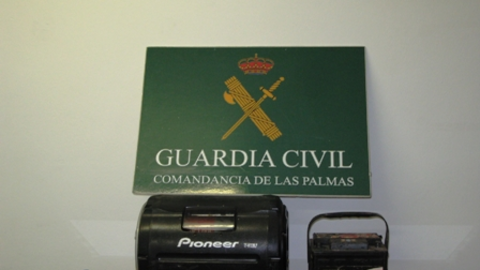 GUARDIA CIVIL
COMANDANCIA DE LAS PALMAS
Pioneer